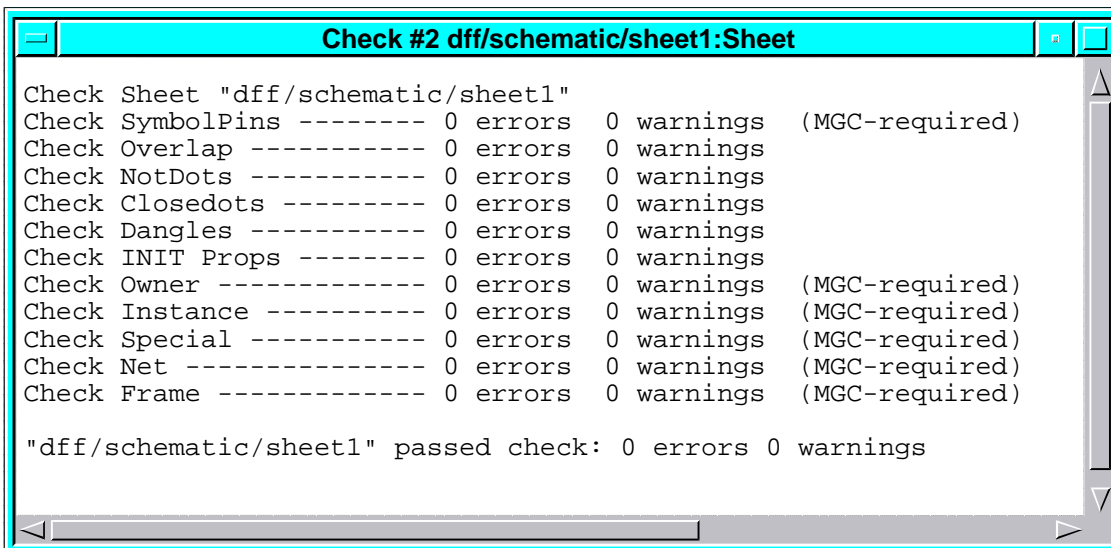 Check #2 dff/schematic/sheet1:Sheet
Check Sheet "dff/schematic/sheet1"
Check SymbolPins -------- 0 errors  0 warnings  (MGC-required)
Check Overlap ----------- 0 errors  0 warnings
Check NotDots ----------- 0 errors  0 warnings
Check Closedots --------- 0 errors  0 warnings
Check Dangles ----------- 0 errors  0 warnings
Check INIT Props -------- 0 errors  0 warnings
Check Owner ------------- 0 errors  0 warnings  (MGC-required)
Check Instance ---------- 0 errors  0 warnings  (MGC-required)
Check Special ----------- 0 errors  0 warnings  (MGC-required)
Check Net --------------- 0 errors  0 warnings  (MGC-required)
Check Frame ------------- 0 errors  0 warnings  (MGC-required)
"dff/schematic/sheet1" passed check: 0 errors 0 warnings